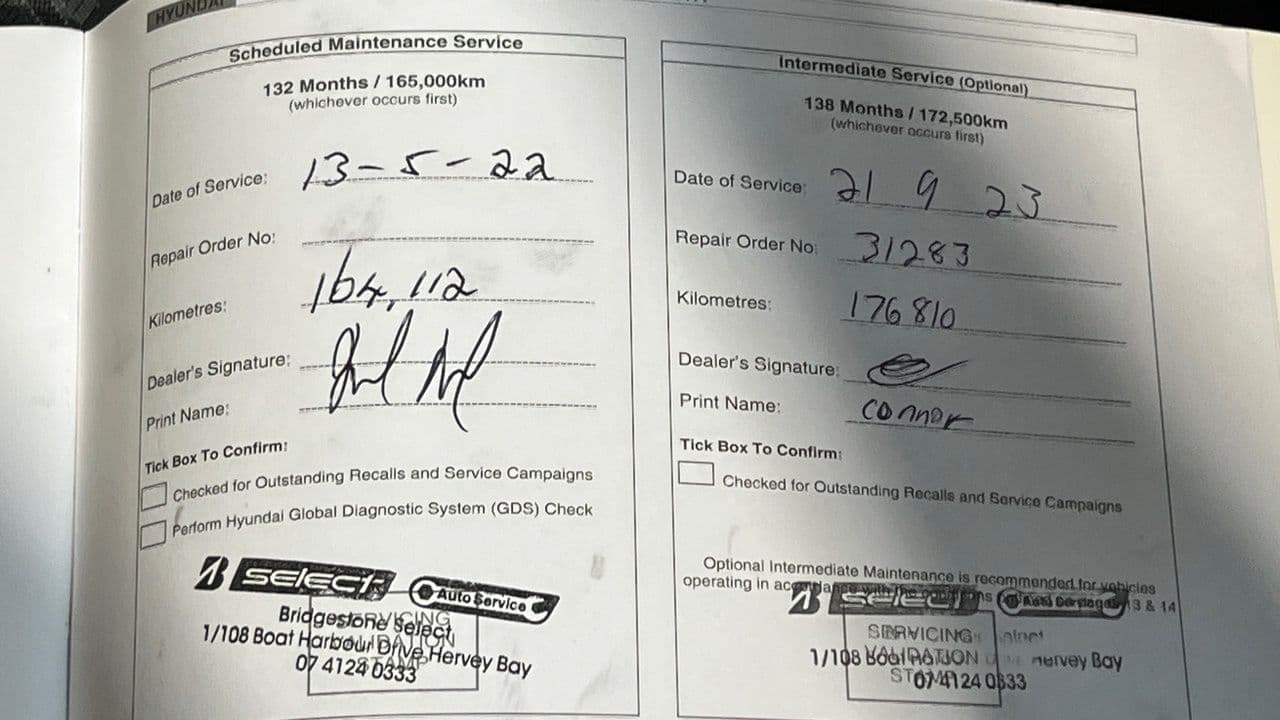 HYUNDAI
Scheduled Maintenance Service
132 Months / 165,000km
(whichever occurs first)
Date of Service: 13-5-22
Repair Order No:
Kilometres: 164,112
Dealer's Signature:
Print Name:
Tick Box To Confirm:
Checked for Outstanding Recalls and Service Campaigns
Perform Hyundai Global Diagnostic System (GDS) Check
Select Auto Service
SERVICING
Bridgestone Select
1/108 Boat Harbour Drive, Hervey Bay
07 4124 0333
Intermediate Service (Optional)
138 Months / 172,500km
(whichever occurs first)
Date of Service: 21 9 23
Repair Order No: 31283
Kilometres: 176810
Dealer's Signature:
Print Name: Connor
Tick Box To Confirm:
Checked for Outstanding Recalls and Service Campaigns
Optional Intermediate Maintenance is recommended for vehicles
operating in accordance with the 13 & 14
Select
SERVICING
VALIDATION
1/108 Hervey Bay
STAMP
07 4124 0333